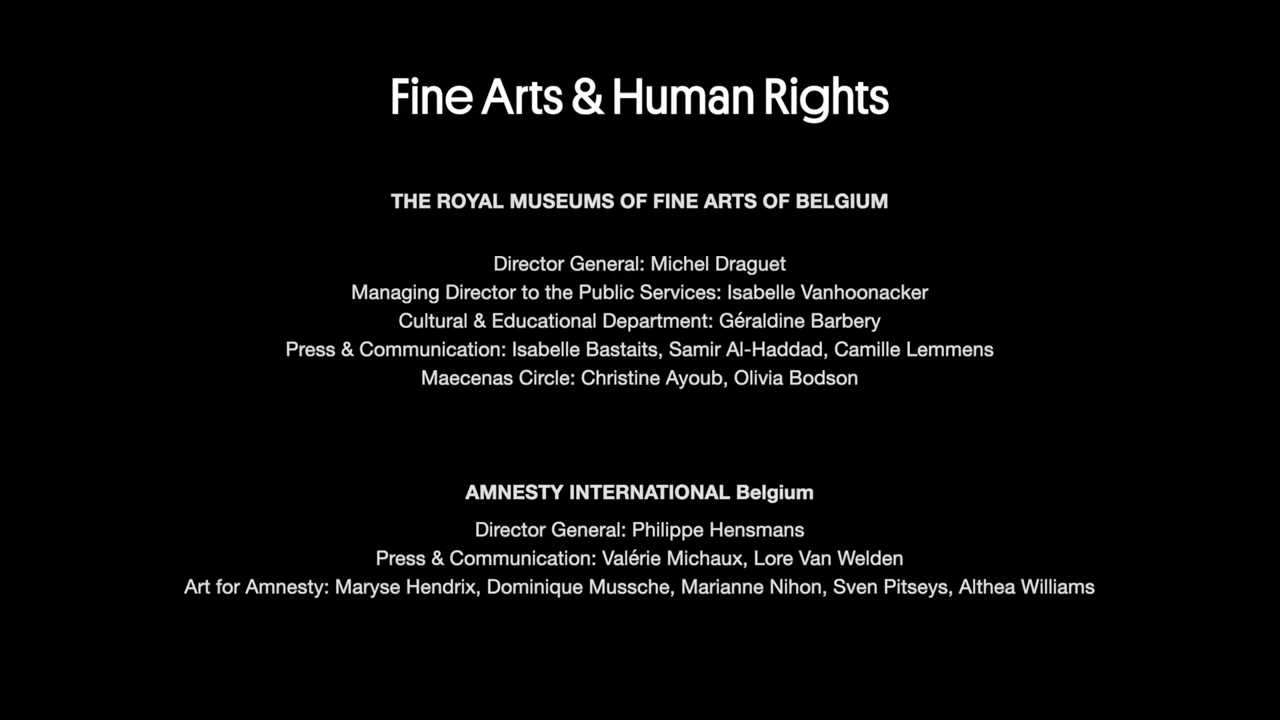 Fine Arts & Human Rights
THE ROYAL MUSEUMS OF FINE ARTS OF BELGIUM
Director General: Michel Draguet
Managing Director to the Public Services: Isabelle Vanhoonacker
Cultural & Educational Department: Géraldine Barbery
Press & Communication: Isabelle Bastaits, Samir Al-Haddad, Camille Lemmens
Maecenas Circle: Christine Ayoub, Olivia Bodson
AMNESTY INTERNATIONAL Belgium
Director General: Philippe Hensmans
Press & Communication: Valérie Michaux, Lore Van Welden
Art for Amnesty: Maryse Hendrix, Dominique Mussche, Marianne Nihon, Sven Pitseys, Althea Williams